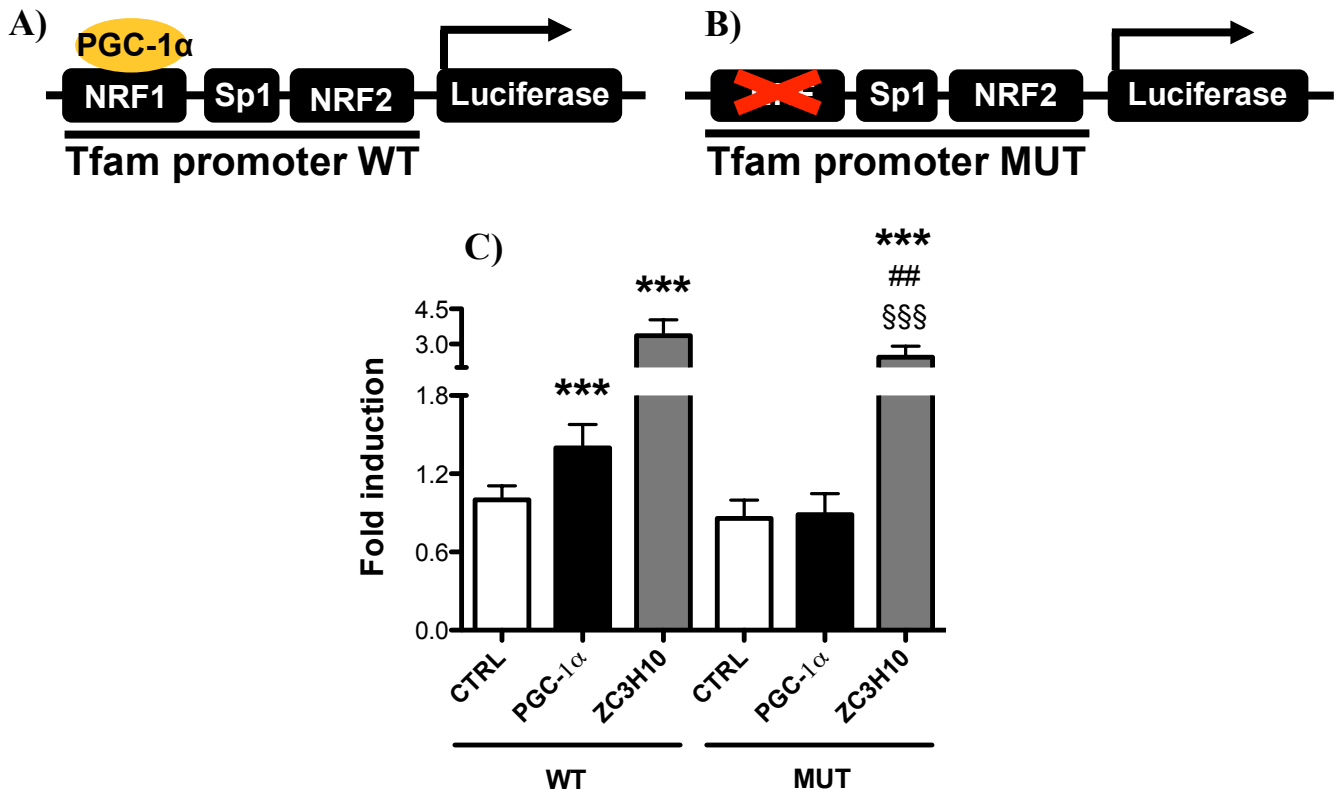 A)
PGC-1α
NRF1 Sp1 NRF2 Luciferase
Tfam promoter WT
B)
Sp1 NRF2 Luciferase
Tfam promoter MUT
C)
Fold induction
4.5
3.0
1.8
1.2
0.6
0.0
***
***
***
##
§§§
CTRL
PGC-1α
ZC3H10
CTRL
PGC-1α
ZC3H10
WT
MUT